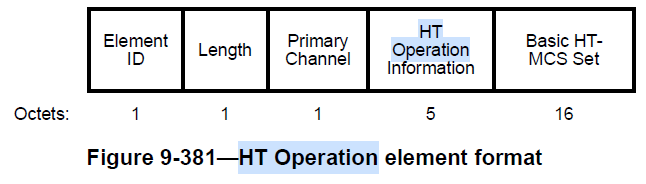 Element ID
Length
Primary Channel
HT Operation Information
Basic HT-MCS Set
Octets: 1 1 1 5 16
Figure 9-381—HT Operation element format